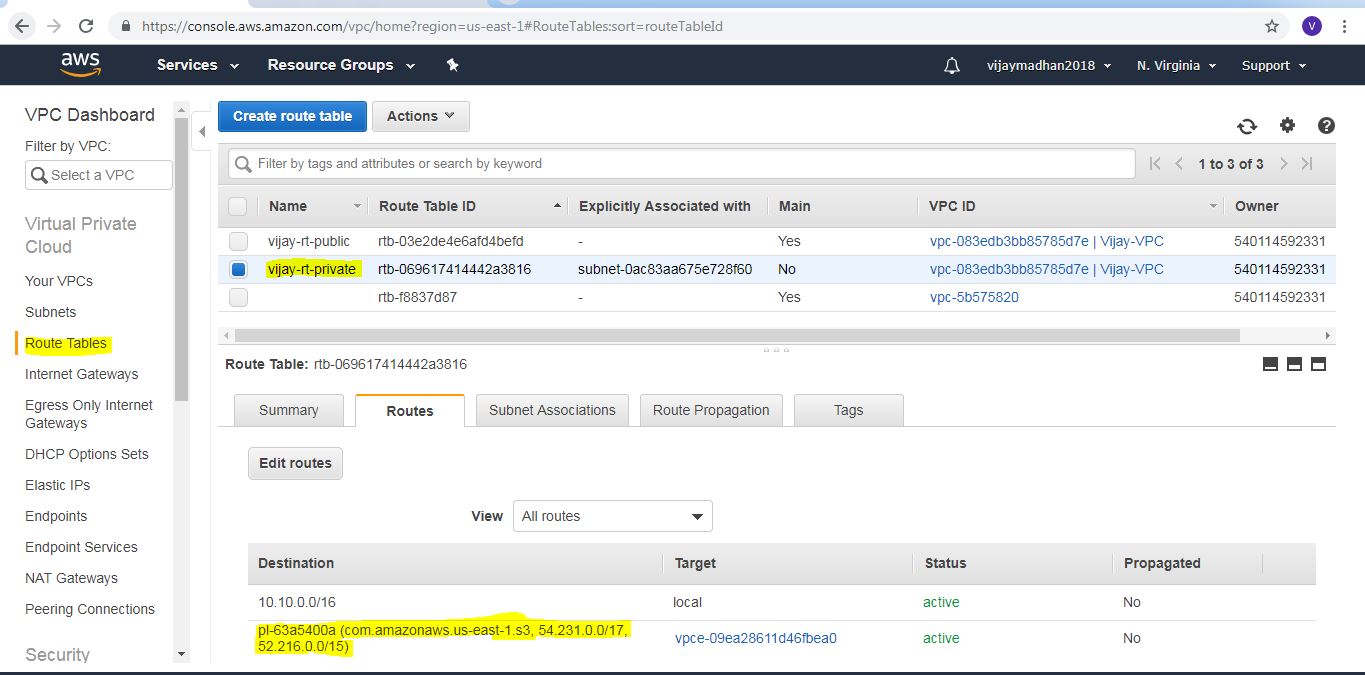 https://console.aws.amazon.com/vpc/home?region=us-east-1#RouteTables:sort=routeTableId
V
aws
Services
Resource Groups
vijaymadhan2018
N. Virginia
Support
VPC Dashboard
Filter by VPC:
Select a VPC
Virtual Private
Cloud
Your VPCs
Subnets
Route Tables
Internet Gateways
Egress Only Internet
Gateways
DHCP Options Sets
Elastic IPs
Endpoints
Endpoint Services
NAT Gateways
Peering Connections
Security
Create route table
Actions
Filter by tags and attributes or search by keyword
1 to 3 of 3
Name Route Table ID Explicitly Associated with Main VPC ID Owner
vijay-rt-public rtb-03e2de4e6afd4befd - Yes vpc-083edb3bb85785d7e | Vijay-VPC 540114592331
vijay-rt-private rtb-069617414442a3816 subnet-0ac83aa675e728f60 No vpc-083edb3bb85785d7e | Vijay-VPC 540114592331
rtb-f8837d87 - Yes vpc-5b575820 540114592331
Route Table: rtb-069617414442a3816
Summary Routes Subnet Associations Route Propagation Tags
Edit routes
View All routes
Destination Target Status Propagated
10.10.0.0/16 local active No
pl-63a5400a (com.amazonaws.us-east-1.s3, 54.231.0.0/17,
52.216.0.0/15) vpce-09ea28611d46fbea0 active No